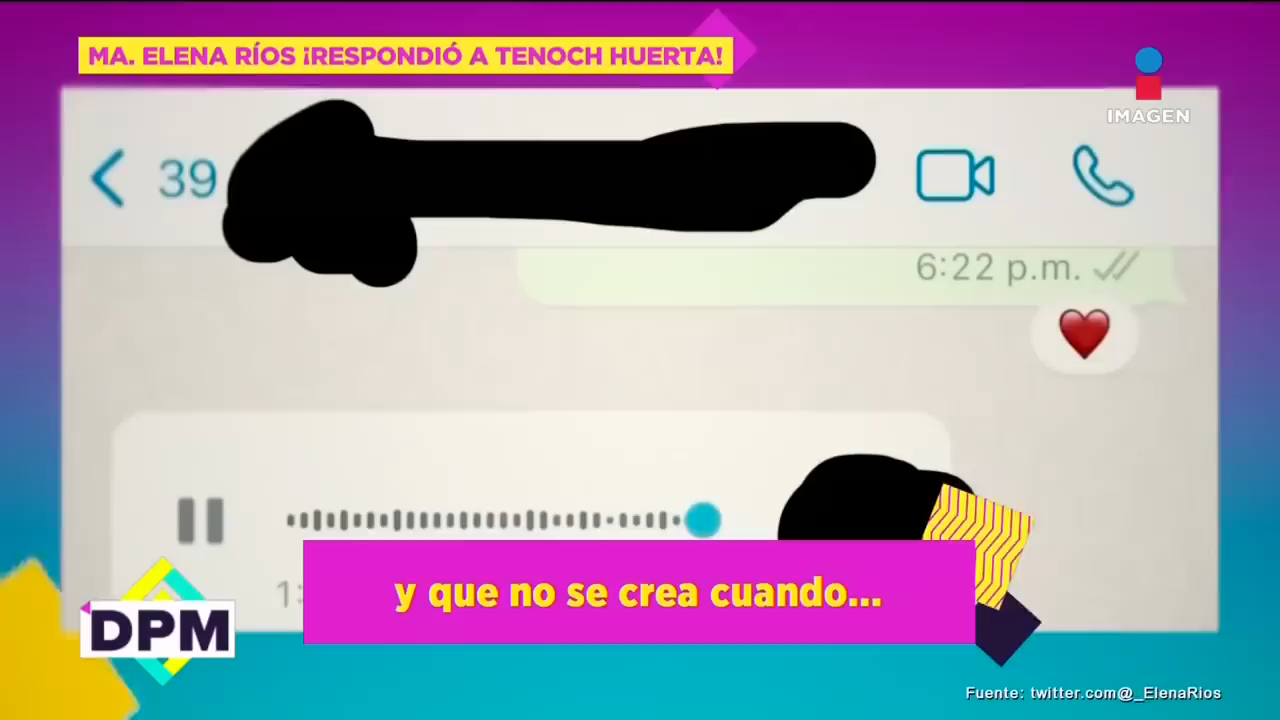 MA. ELENA RÍOS ¡RESPONDIÓ A TENOCH HUERTA!
IMAGEN
39
6:22 p.m.
y que no se crea cuando...
DPM
Fuente: twitter.com@_ElenaRios